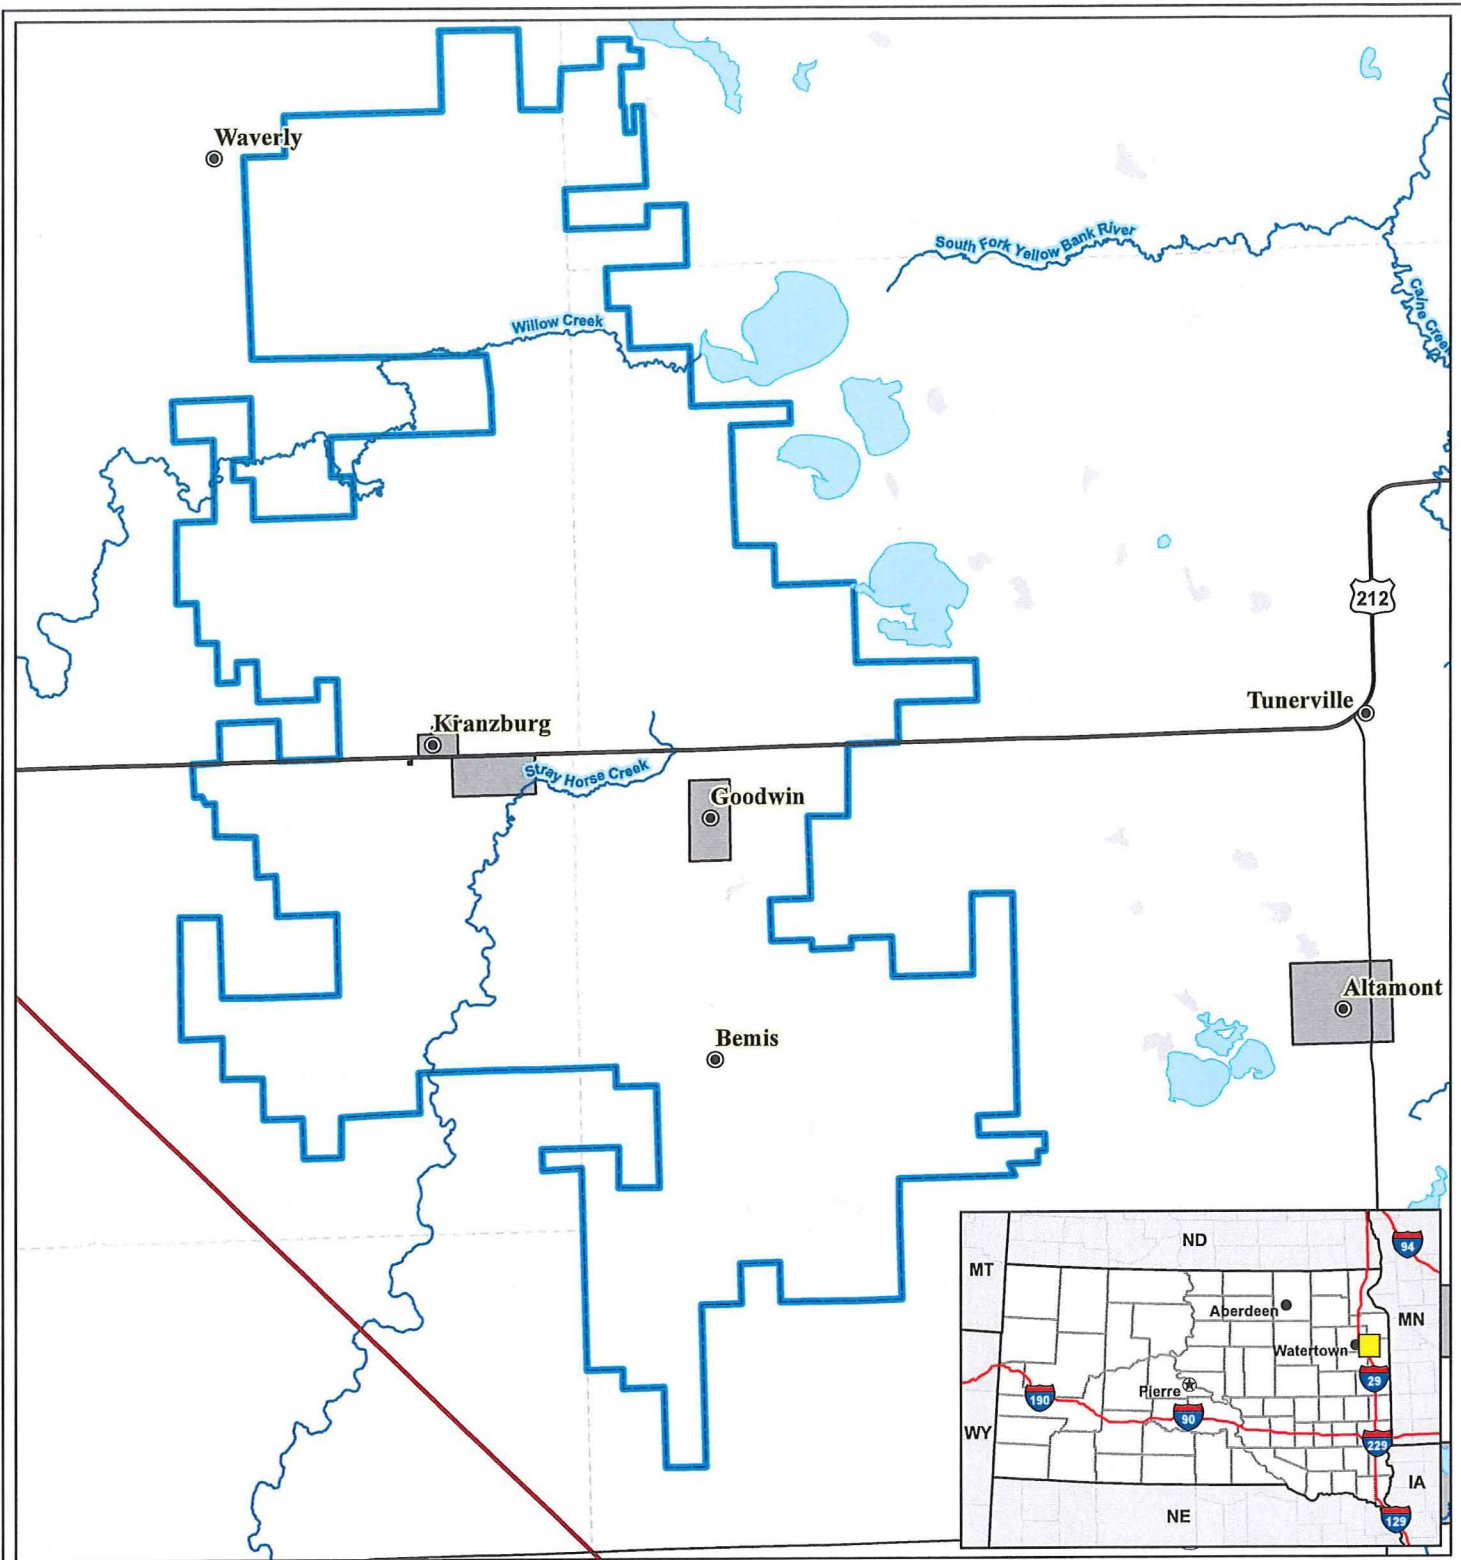 Waverly
South Fork Yellow Bank River
Caine Creek
Willow Creek
212
Tunerville
Kranzburg
Stray Horse Creek
Goodwin
Altamont
Bemis
ND
94
MT
MN
Aberdeen
Watertown
29
Pierre
190
90
WY
229
IA
NE
129